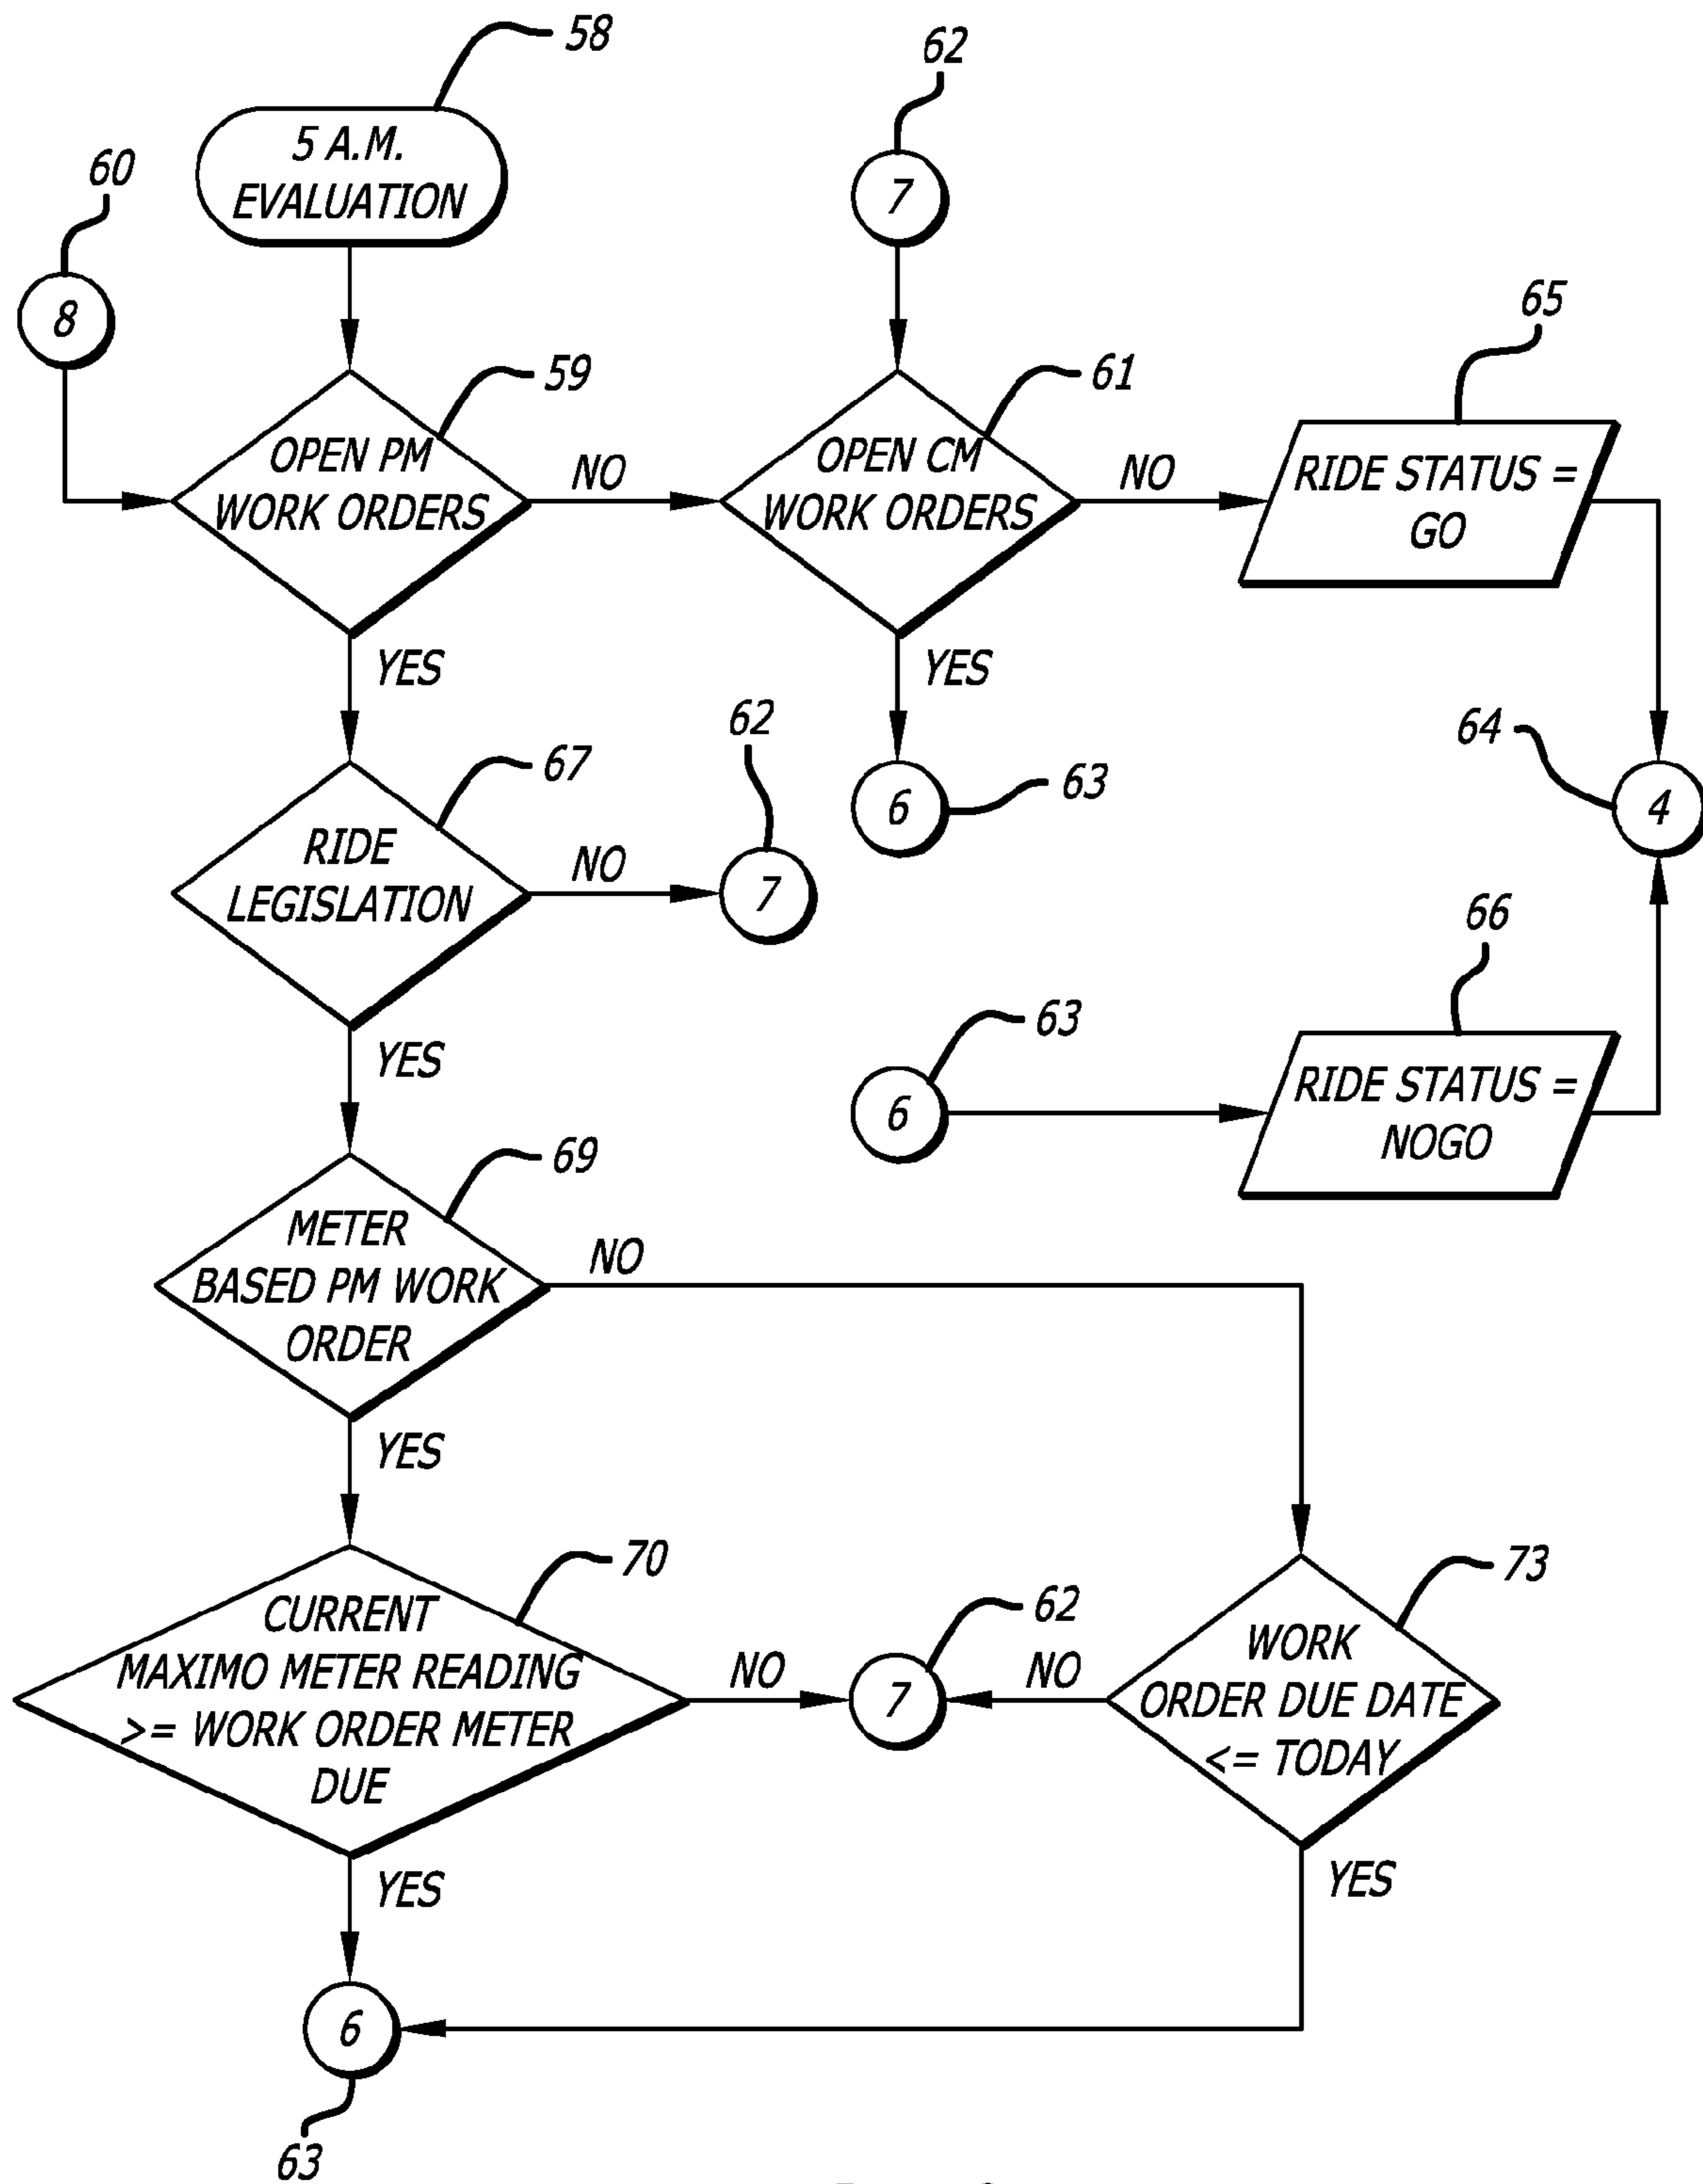 58
62
5 A.M.
EVALUATION
60
7
8
65
59
61
OPEN PM
WORK ORDERS
NO
OPEN CM
WORK ORDERS
NO
RIDE STATUS =
GO
YES
YES
62
64
67
6
63
4
RIDE
LEGISLATION
NO
7
66
63
YES
6
RIDE STATUS =
NOGO
69
METER
BASED PM WORK
ORDER
NO
YES
70
73
62
CURRENT
MAXIMO METER READING
>= WORK ORDER METER
DUE
NO
7
NO
WORK
ORDER DUE DATE
<= TODAY
YES
YES
6
63